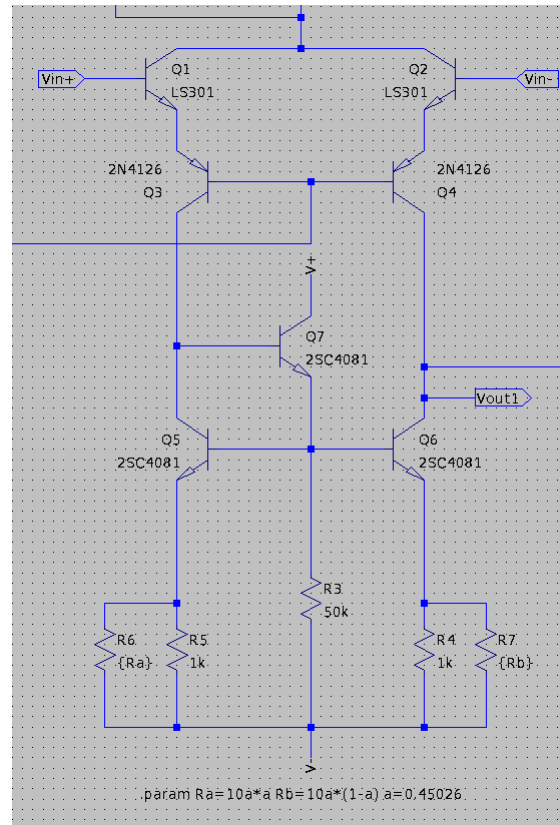 Q1
Q2
Vin+
Vin-
LS301
LS301
2N4126
2N4126
Q3
Q4
V+
Q7
2SC4081
Q5
Q6
2SC4081
2SC4081
R3
50k
R6
R5
R4
R7
{Ra}
1k
1k
{Rb}
Vout1
V-
.param Ra=10a*a Rb=10a*(1-a) a=0.45026